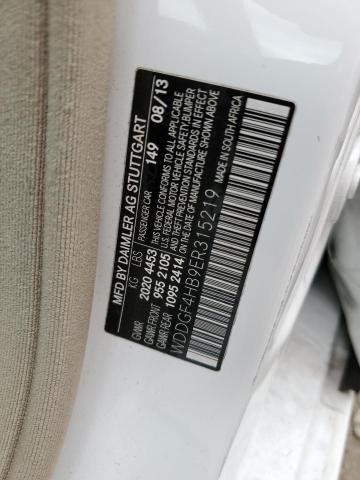 MFD BY DAIMLER AG STUTTGART
KG LBS PASSENGER CAR 149 08/13
GVWR 2020 4453 THIS VEHICLE CONFORMS TO ALL APPLICABLE
GAWR FRONT 955 2105 U.S. FEDERAL MOTOR VEHICLE SAFETY, BUMPER
GAWR REAR 1095 2414 AND THEFT PREVENTION STANDARDS IN EFFECT
ON THE DATE OF MANUFACTURE SHOWN ABOVE
WDDGF4HB9ER315219
MADE IN SOUTH AFRICA